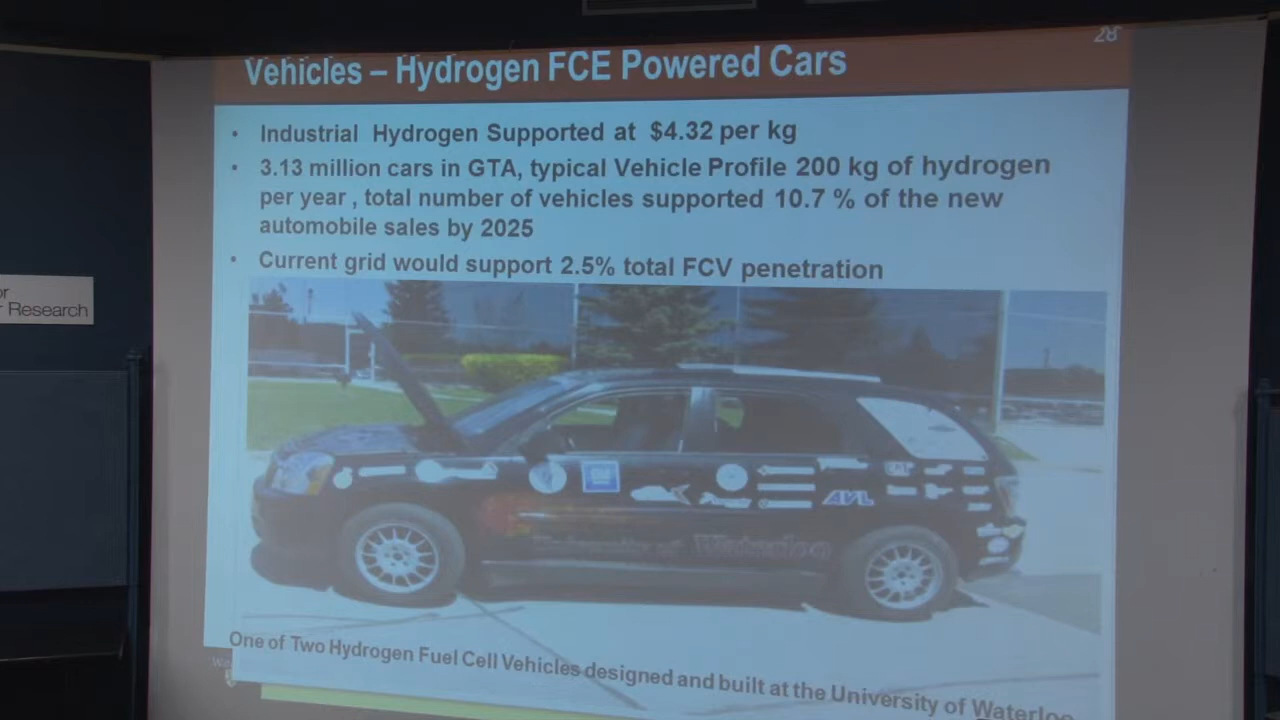 28
Vehicles – Hydrogen FCE Powered Cars
• Industrial Hydrogen Supported at $4.32 per kg
• 3.13 million cars in GTA, typical Vehicle Profile 200 kg of hydrogen
per year , total number of vehicles supported 10.7 % of the new
automobile sales by 2025
• Current grid would support 2.5% total FCV penetration
or
r Research
GM
AVL
University of Waterloo
One of Two Hydrogen Fuel Cell Vehicles designed and built at the University of Waterloo